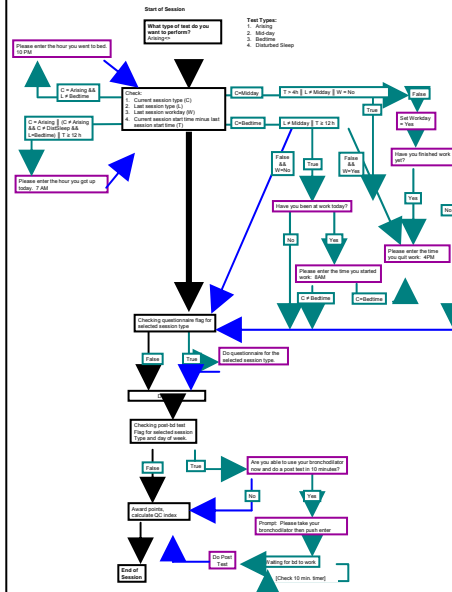 Start of Session
What type of test do you
want to perform?
Arising<>
Test Types:
1. Arising
2. Mid-day
3. Bedtime
4. Disturbed Sleep
Please enter the hour you went to bed.
10 PM
C = Arising &&
L ≠ Bedtime
Check:
1. Current session type (C)
2. Last session type (L)
3. Last session workday (W)
4. Current session start time minus last
session start time (T)
C=Midday
T > 4h ‖ L ≠ Midday ‖ W = No
False
True
Set Workday
= Yes
C = Arising ‖ (C ≠ Arising
&& C ≠ DistSleep &&
L=Bedtime) ‖ T ≥ 12 h
C=Bedtime
L ≠ Midday ‖ T ≥ 12 h
False
&&
W=No
True
False
&&
W=Yes
Have you finished work
yet?
Please enter the hour you got up
today. 7 AM
Yes
No
Have you been at work today?
No
Yes
Please enter the time
you quit work: 4PM
Please enter the time you started
work: 8AM
C ≠ Bedtime
C=Bedtime
Checking questionnaire flag for
selected session type
False
True
Do questionnaire for the
selected session type.
Checking post-bd test
Flag for selected session
Type and day of week.
False
True
Are you able to use your bronchodilator
now and do a post test in 10 minutes?
No
Yes
Award points,
calculate QC index
Prompt: Please take your
bronchodilator then push enter
End of
Session
Do Post
Test
Waiting for bd to work
[Check 10 min. timer]